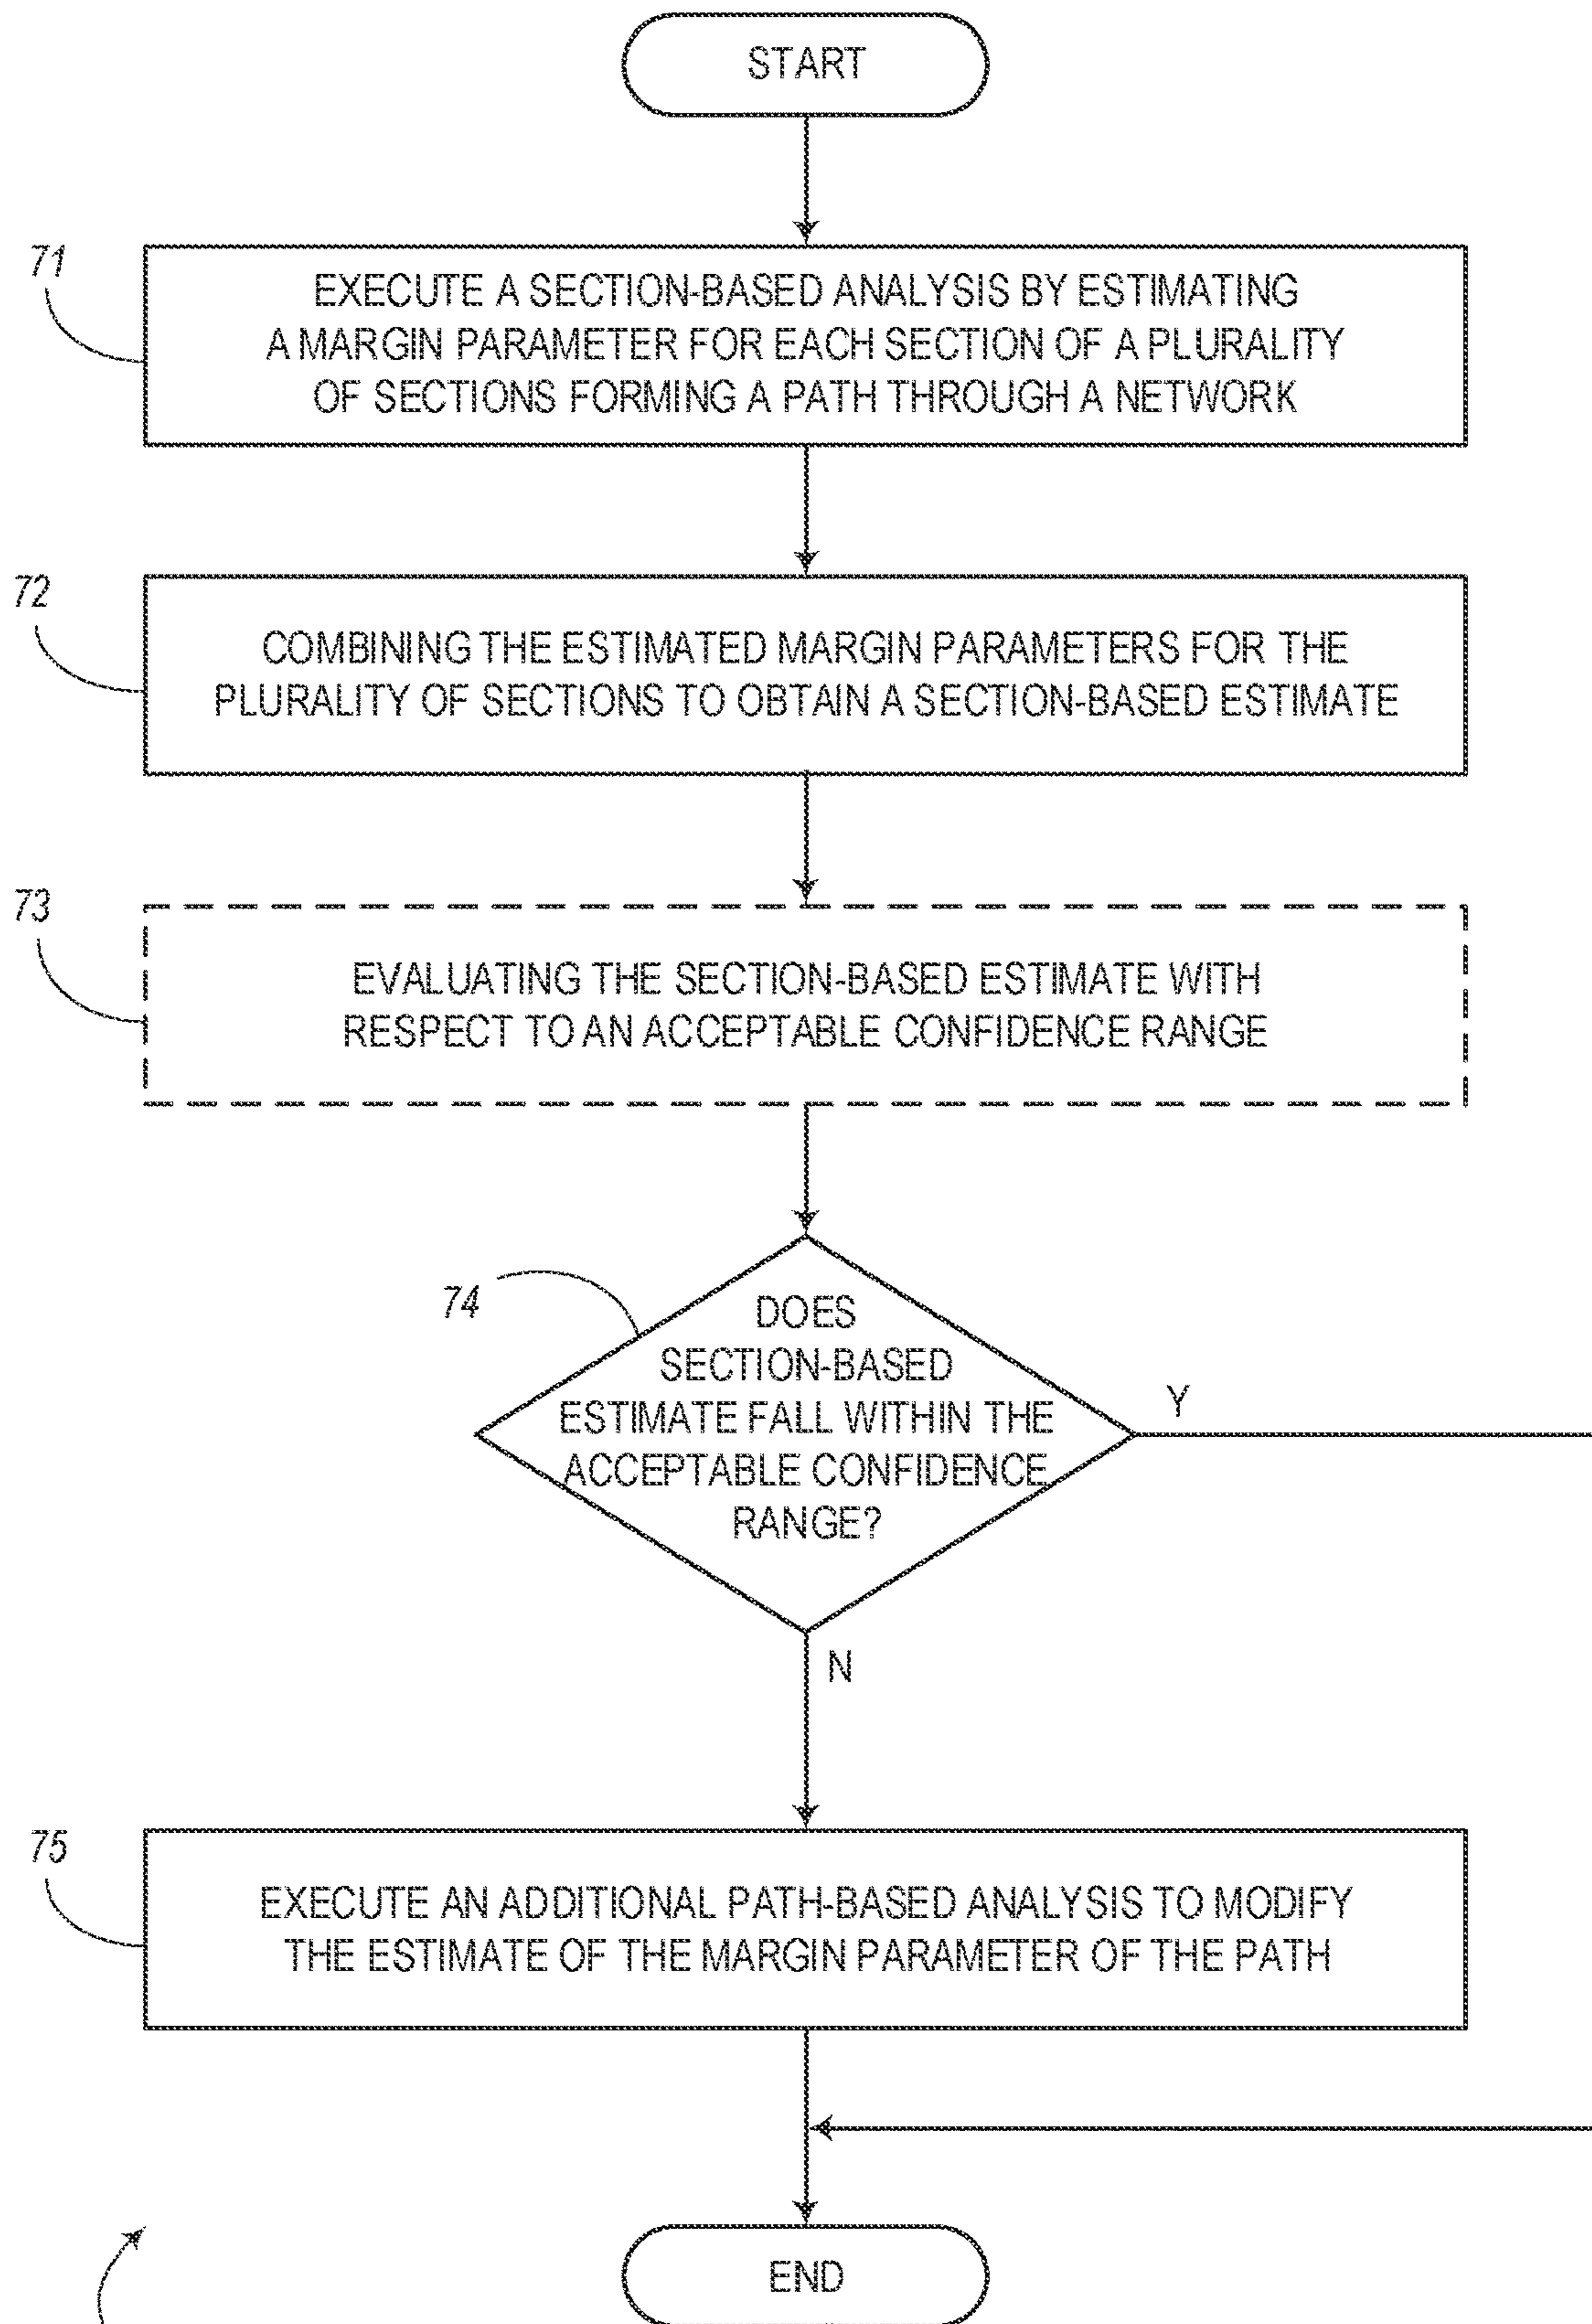 START
71
EXECUTE A SECTION-BASED ANALYSIS BY ESTIMATING
A MARGIN PARAMETER FOR EACH SECTION OF A PLURALITY
OF SECTIONS FORMING A PATH THROUGH A NETWORK
72
COMBINING THE ESTIMATED MARGIN PARAMETERS FOR THE
PLURALITY OF SECTIONS TO OBTAIN A SECTION-BASED ESTIMATE
73
EVALUATING THE SECTION-BASED ESTIMATE WITH
RESPECT TO AN ACCEPTABLE CONFIDENCE RANGE
74
DOES
SECTION-BASED
ESTIMATE FALL WITHIN THE
ACCEPTABLE CONFIDENCE
RANGE?
Y
N
75
EXECUTE AN ADDITIONAL PATH-BASED ANALYSIS TO MODIFY
THE ESTIMATE OF THE MARGIN PARAMETER OF THE PATH
END